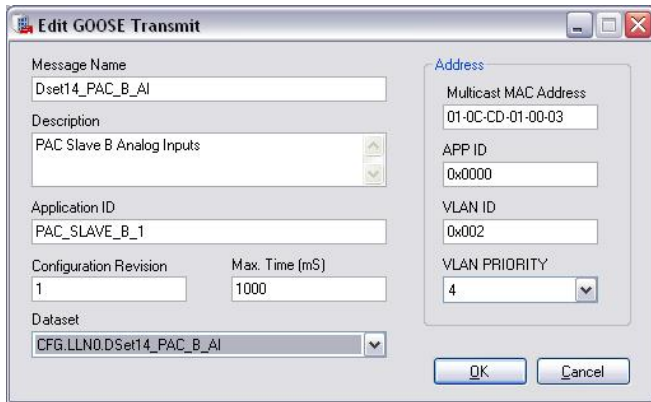 Edit GOOSE Transmit
Message Name
Dset14_PAC_B_AI
Description
PAC Slave B Analog Inputs
Application ID
PAC_SLAVE_B_1
Configuration Revision
Max. Time (mS)
1
1000
Dataset
CFG.LLN0.DSet14_PAC_B_AI
Address
Multicast MAC Address
01-0C-CD-01-00-03
APP ID
0x0000
VLAN ID
0x002
VLAN PRIORITY
4
OK
Cancel